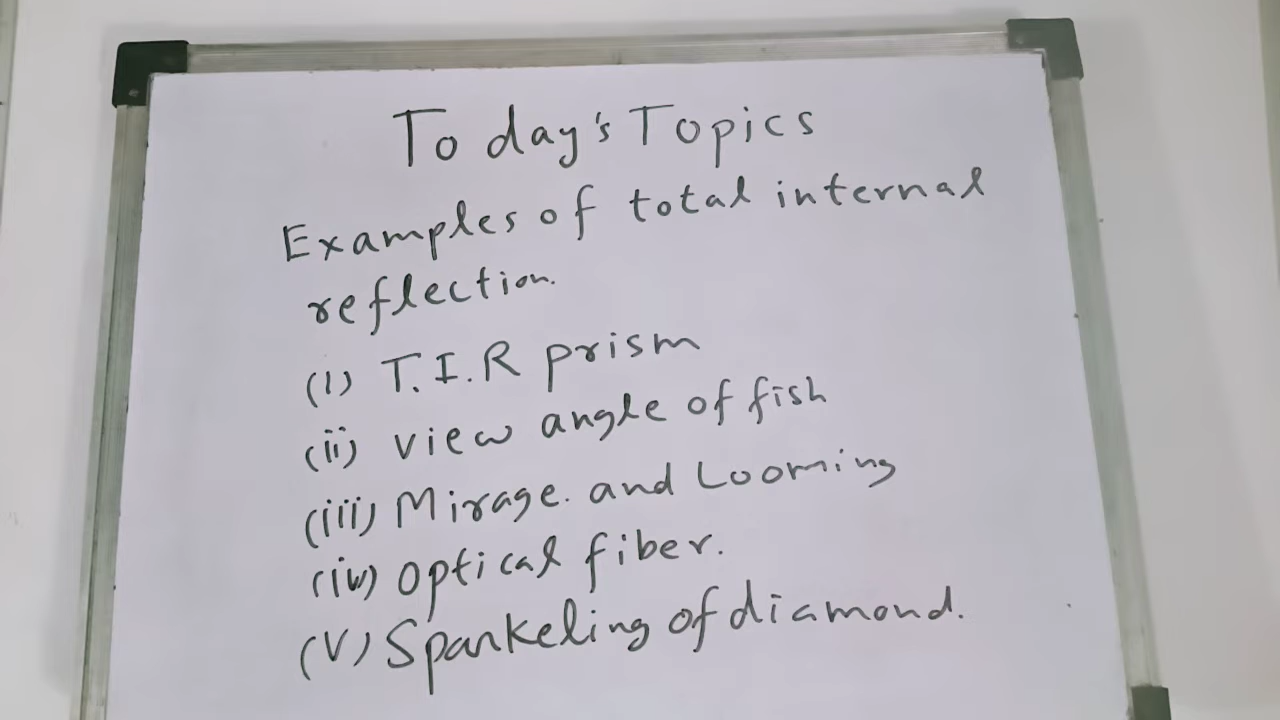 To day's Topics
Examples of total internal
reflection.
(i) T.I.R prism
(ii) view angle of fish
(iii) Mirage. and Looming
(iv) optical fiber.
(V) Sparkeling of diamond.